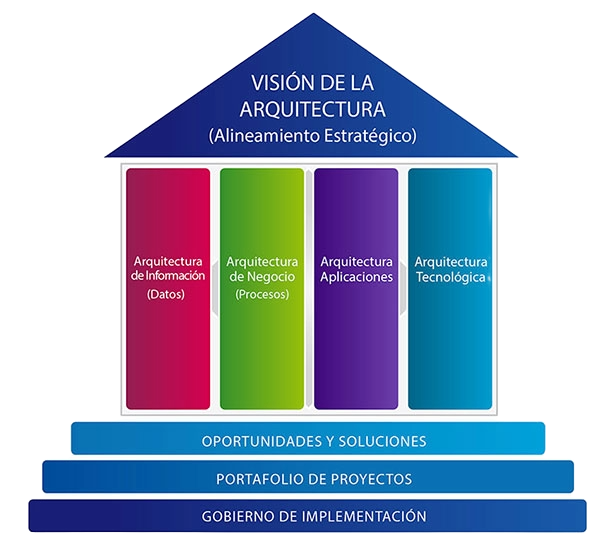 VISIÓN DE LA
ARQUITECTURA
(Alineamiento Estratégico)
Arquitectura
de Información
(Datos)
Arquitectura
de Negocio
(Procesos)
Arquitectura
Aplicaciones
Arquitectura
Tecnológica
OPORTUNIDADES Y SOLUCIONES
PORTAFOLIO DE PROYECTOS
GOBIERNO DE IMPLEMENTACIÓN